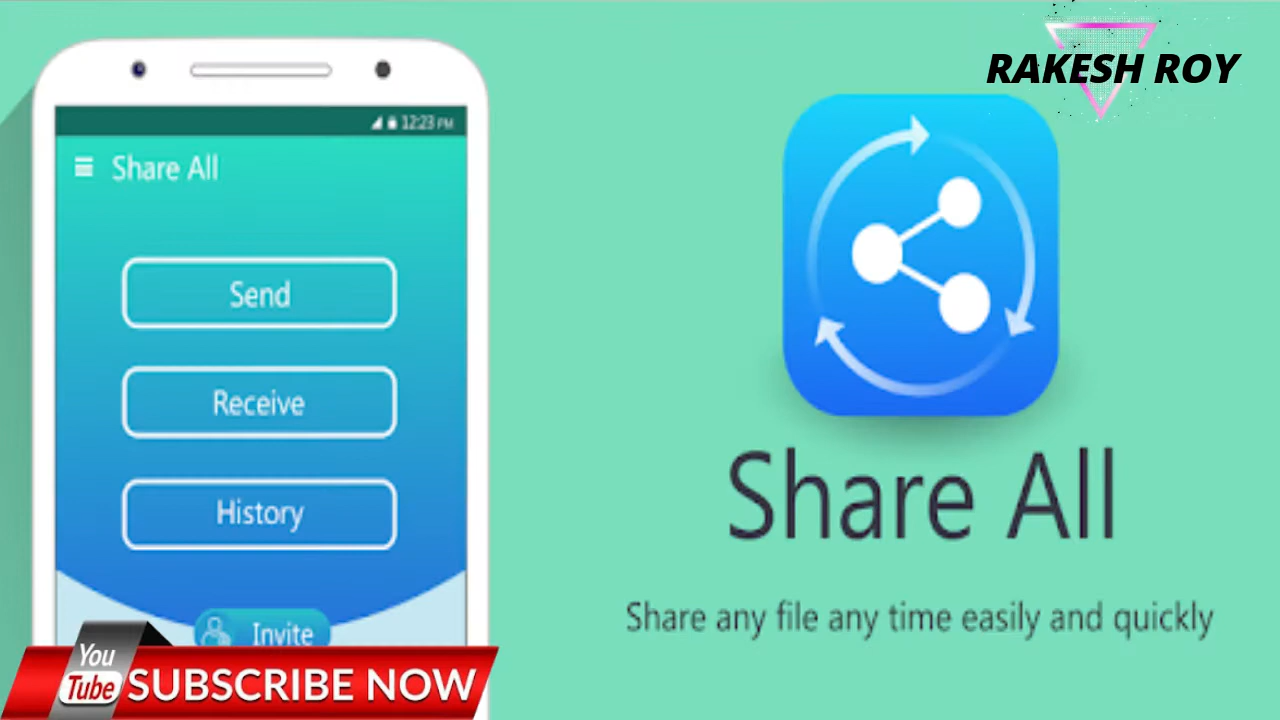 RAKESH ROY
12:23 PM
Share All
Send
Receive
History
Invite
Share All
Share any file any time easily and quickly
You
Tube
SUBSCRIBE NOW